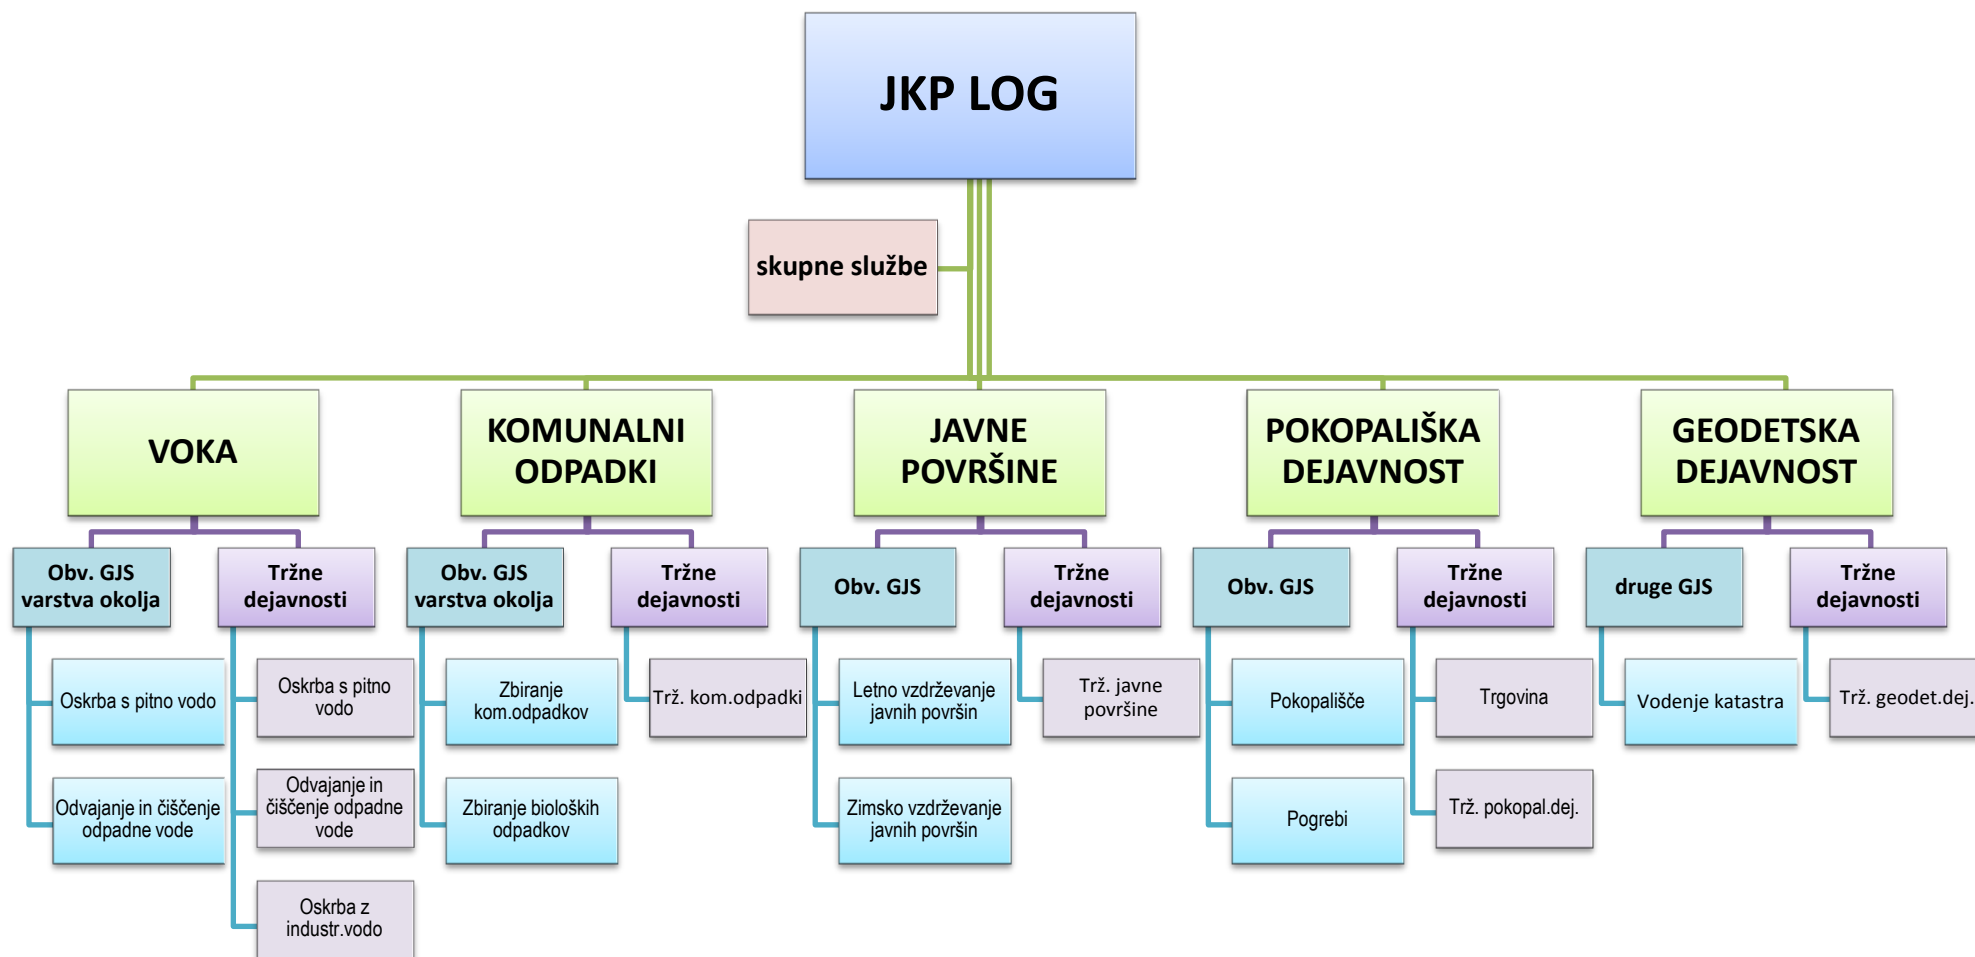 JKP LOG
skupne službe
VOKA
KOMUNALNI
ODPADKI
JAVNE
POVRŠINE
POKOPALIŠKA
DEJAVNOST
GEODETSKA
DEJAVNOST
Obv. GJS
varstva okolja
Tržne
dejavnosti
Obv. GJS
varstva okolja
Tržne
dejavnosti
Obv. GJS
Tržne
dejavnosti
Obv. GJS
Tržne
dejavnosti
druge GJS
Tržne
dejavnosti
Oskrba s pitno vodo
Oskrba s pitno
vodo
Zbiranje
kom.odpadkov
Trž. kom.odpadki
Letno vzdrževanje
javnih površin
Trž. javne
površine
Pokopališče
Trgovina
Vodenje katastra
Trž. geodet.dej.
Odvajanje in čiščenje
odpadne vode
Odvajanje in
čiščenje odpadne
vode
Zbiranje bioloških
odpadkov
Zimsko vzdrževanje
javnih površin
Pogrebi
Trž. pokopal.dej.
Oskrba z
industr.vodo